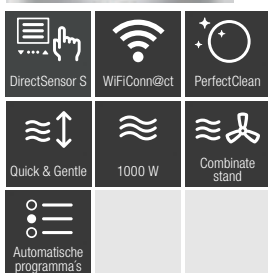 DirectSensor S
WiFiConn@ct
PerfectClean
Quick & Gentle
1000 W
Combinate
stand
Automatische
programma´s